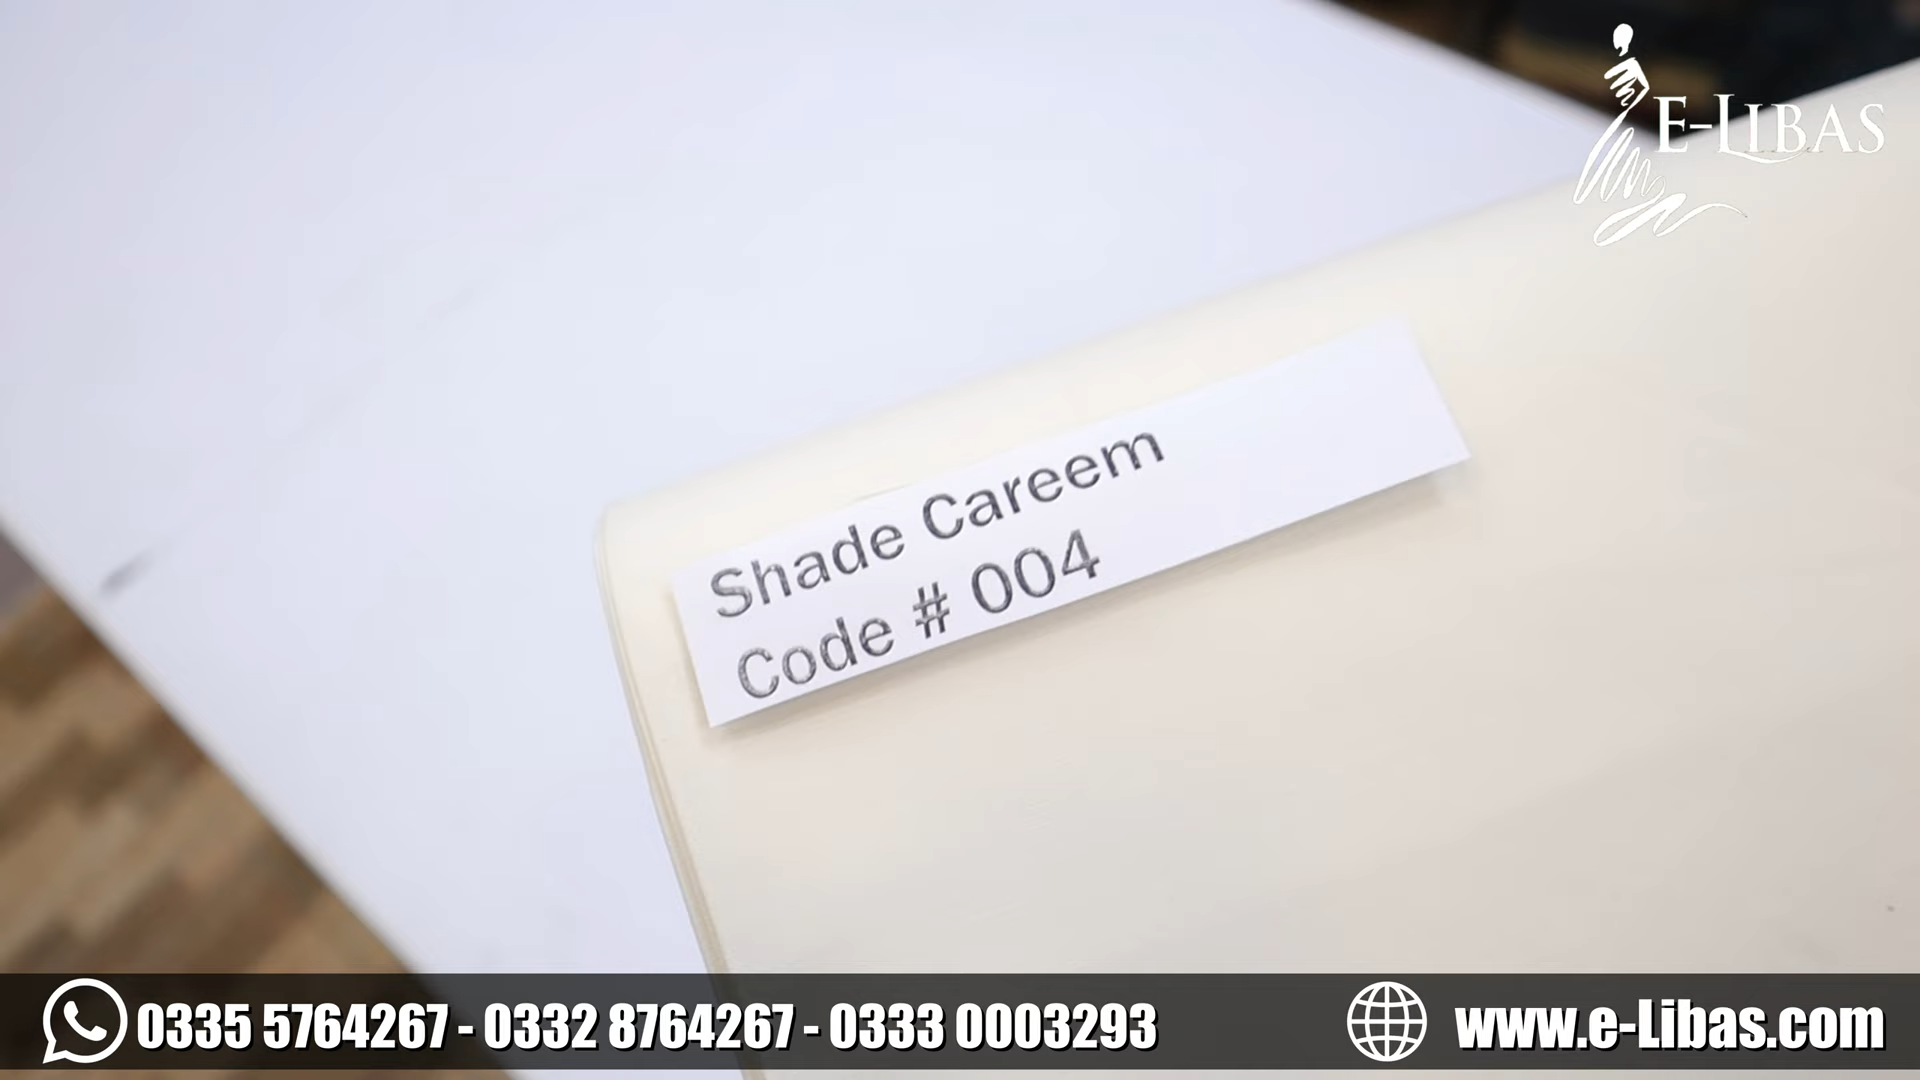 E-LIBAS
Shade Careem
Code # 004
0335 5764267 - 0332 8764267 - 0333 0003293
www.e-Libas.com